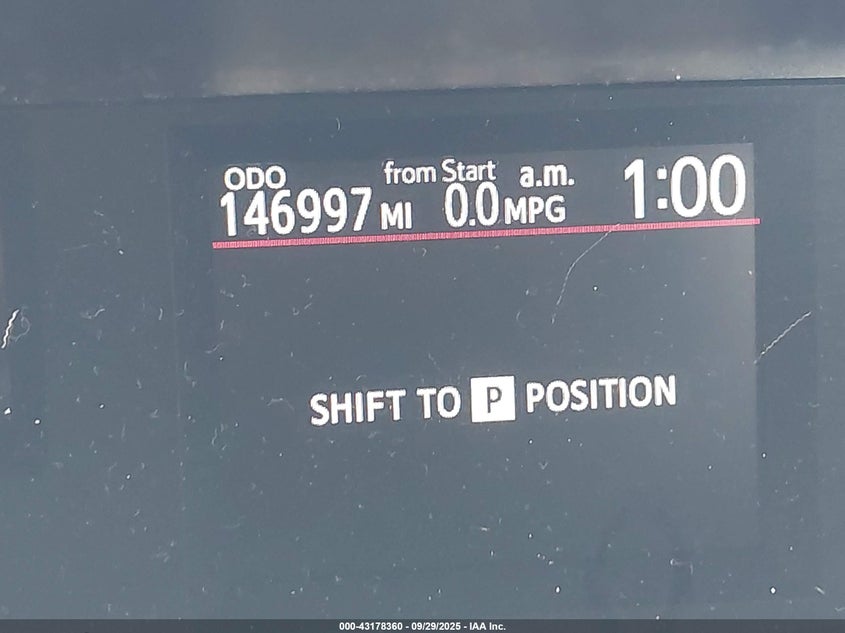 ODO from Start a.m. 1:00
146997 MI 0.0 MPG
SHIFT TO P POSITION
000-43178360 - 09/29/2025 - IAA Inc.